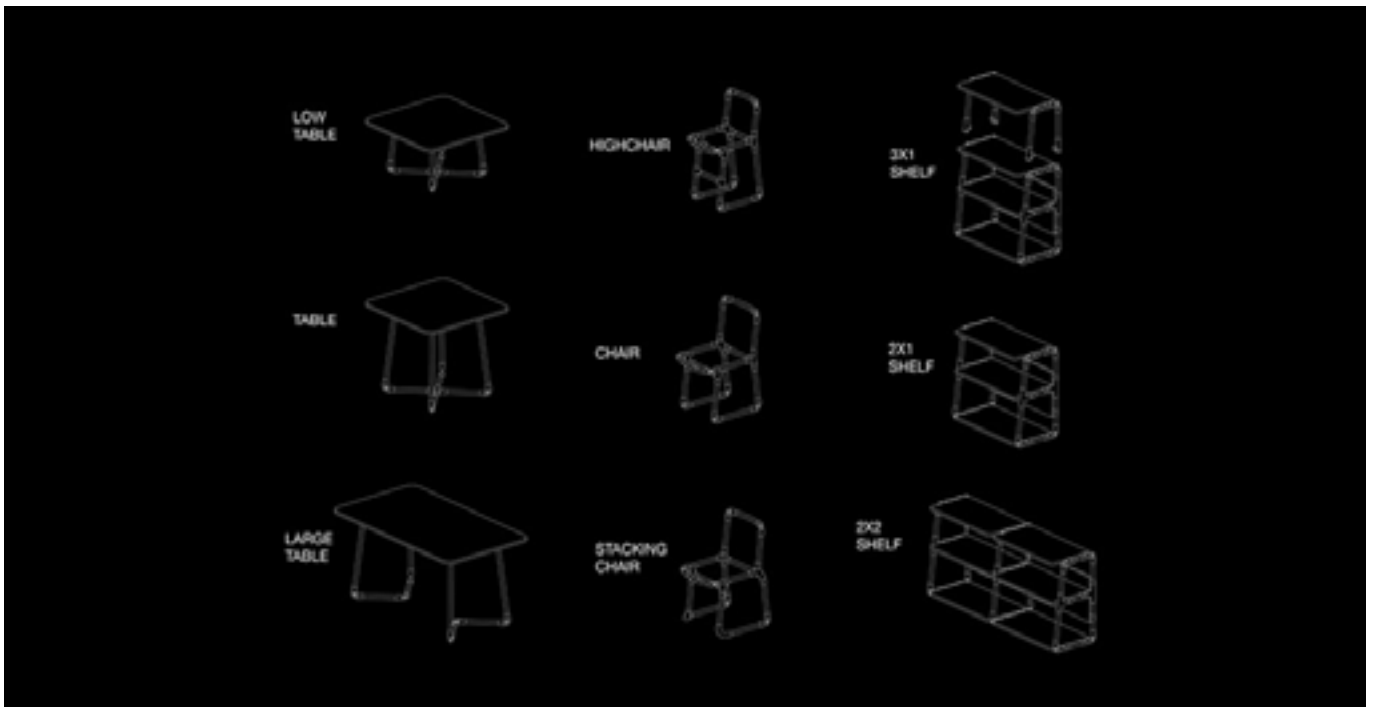 LOW
TABLE
HIGHCHAIR
3X1
SHELF
TABLE
CHAIR
2X1
SHELF
LARGE
TABLE
STACKING
CHAIR
2X2
SHELF